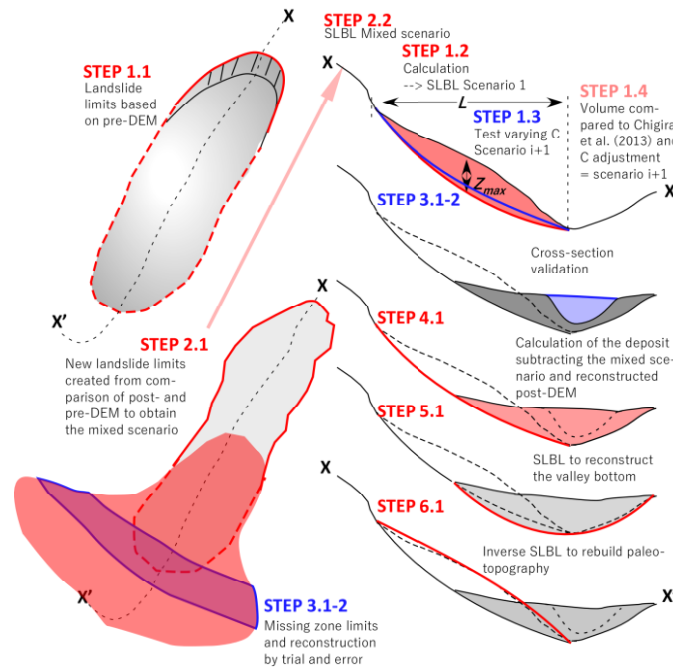 X
STEP 1.1
Landslide
limits based
on pre-DEM
X'
STEP 2.2
SLBL Mixed scenario
X
STEP 1.2
Calculation
--> SLBL Scenario 1
L
STEP 1.3
Test varying C
Scenario i+1
STEP 1.4
Volume com-
pared to Chigira
et al. (2013) and
C adjustment
= scenario i+1
Zmax
X
STEP 3.1-2
Cross-section
validation
STEP 2.1
New landslide limits
created from com-
parison of post- and
pre-DEM to obtain
the mixed scenario
X
X'
STEP 3.1-2
Missing zone limits
and reconstruction
by trial and error
STEP 4.1
Calculation of the deposit
subtracting the mixed sce-
nario and reconstructed
post-DEM
STEP 5.1
SLBL to reconstruct
the valley bottom
X
STEP 6.1
Inverse SLBL to rebuild paleo-
topography
X